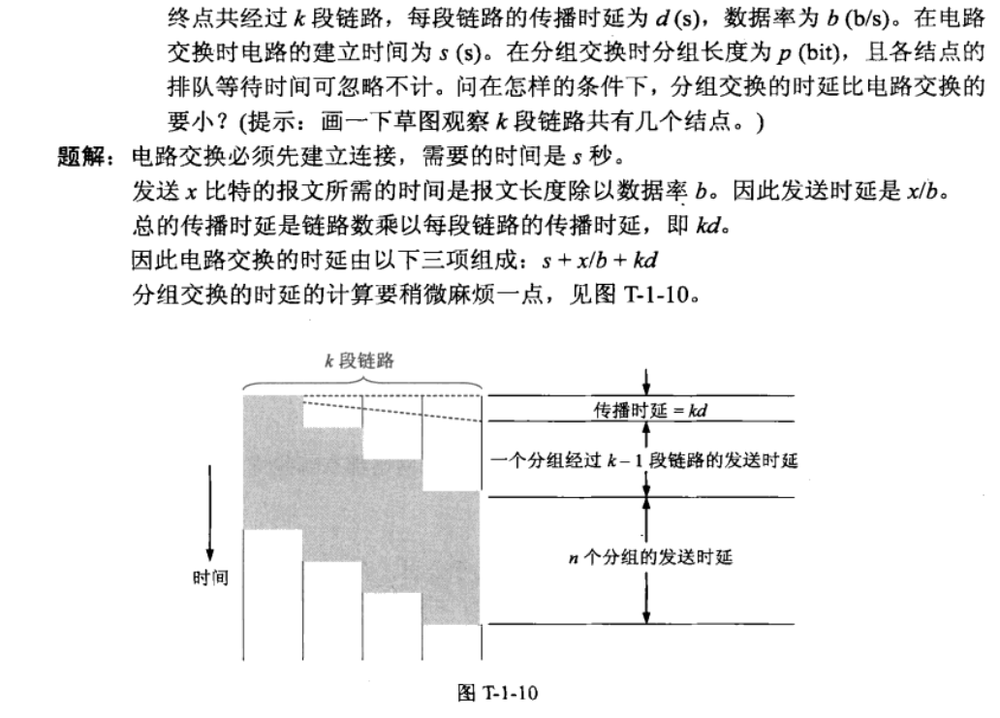 终点共经过 k 段链路，每段链路的传播时延为 d (s)，数据率为 b (b/s)。在电路
交换时电路的建立时间为 s (s)。在分组交换时分组长度为 p (bit)，且各结点的
排队等待时间可忽略不计。问在怎样的条件下，分组交换的时延比电路交换的
要小？(提示：画一下草图观察 k 段链路共有几个结点。)
题解：电路交换必须先建立连接，需要的时间是 s 秒。
发送 x 比特的报文所需的时间是报文长度除以数据率 b。因此发送时延是 x/b。
总的传播时延是链路数乘以每段链路的传播时延，即 kd。
因此电路交换的时延由以下三项组成：s + x/b + kd
分组交换的时延的计算要稍微麻烦一点，见图 T-1-10。
k 段链路
传播时延 = kd
一个分组经过 k – 1 段链路的发送时延
n 个分组的发送时延
时间
图 T-1-10